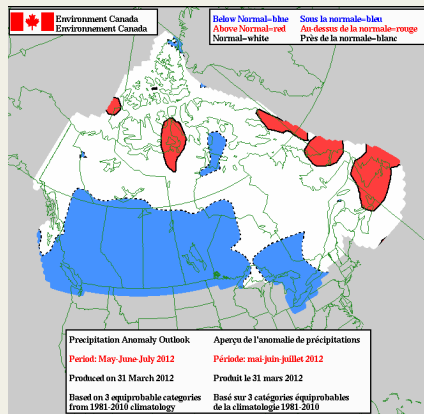 Environment Canada
Environnement Canada
Below Normal=blue
Above Normal=red
Normal=white
Sous la normale=bleu
Au-dessus de la normale=rouge
Près de la normale=blanc
Precipitation Anomaly Outlook
Period: May-June-July 2012
Produced on 31 March 2012
Based on 3 equiprobable categories
from 1981-2010 climatology
Aperçu de l'anomalie de précipitations
Période: mai-juin-juillet 2012
Produit le 31 mars 2012
Basé sur 3 catégories équiprobables
de la climatologie 1981-2010